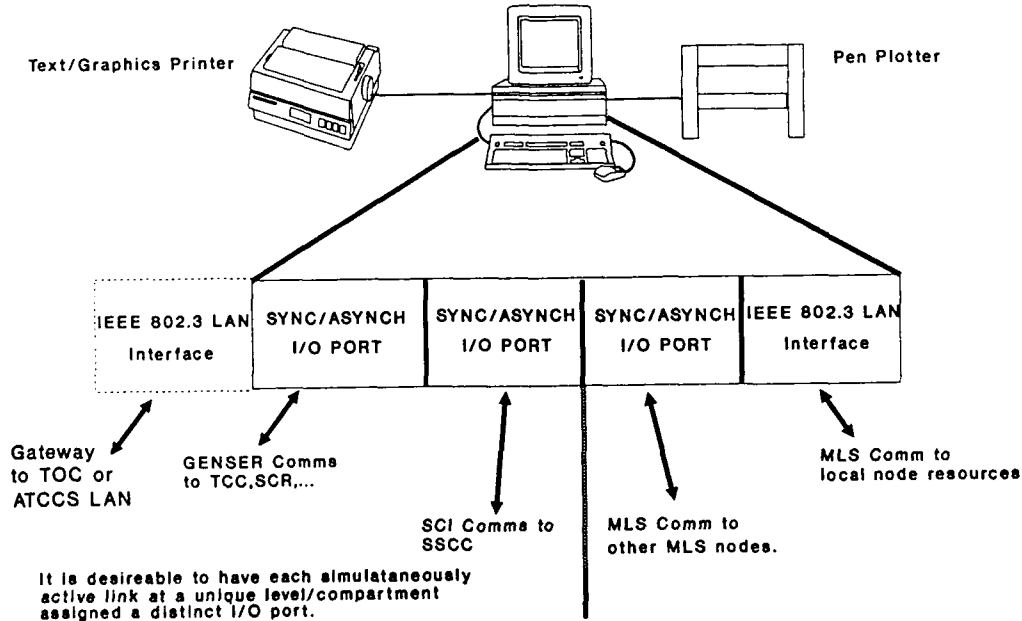 Text/Graphics Printer
Pen Plotter
IEEE 802.3 LAN
Interface
SYNC/ASYNCH
I/O PORT
SYNC/ASYNCH
I/O PORT
SYNC/ASYNCH
I/O PORT
IEEE 802.3 LAN
Interface
Gateway
to TOC or
ATCCS LAN
GENSER Comms
to TCC,SCR,...
SCI Comms to
SSCC
MLS Comm to
other MLS nodes.
MLS Comm to
local node resources
It is desireable to have each simulataneously
active link at a unique level/compartment
assigned a distinct I/O port.